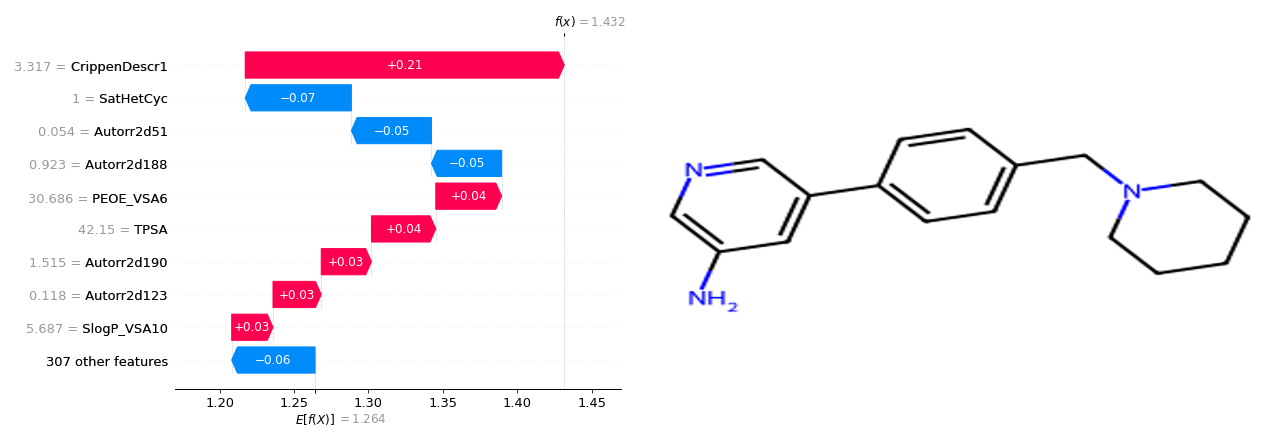 f(x) = 1.432
3.317 = CrippenDescr1
+0.21
1 = SatHetCyc
−0.07
0.054 = Autorr2d51
−0.05
0.923 = Autorr2d188
−0.05
30.686 = PEOE_VSA6
+0.04
42.15 = TPSA
+0.04
1.515 = Autorr2d190
+0.03
0.118 = Autorr2d123
+0.03
5.687 = SlogP_VSA10
+0.03
307 other features
−0.06
1.20 1.25 1.30 1.35 1.40 1.45
E[f(X)] = 1.264
N
N
NH2